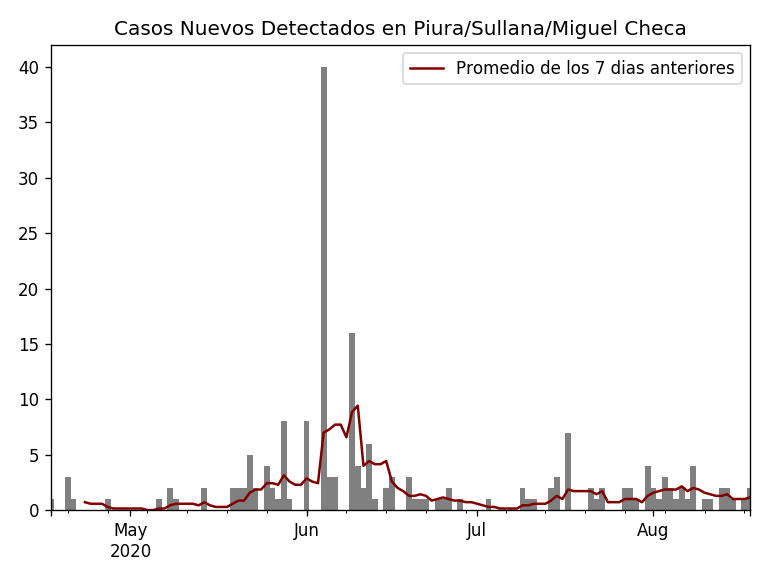 Casos Nuevos Detectados en Piura/Sullana/Miguel Checa
Promedio de los 7 dias anteriores
40
35
30
25
20
15
10
5
0
May
2020
Jun
Jul
Aug